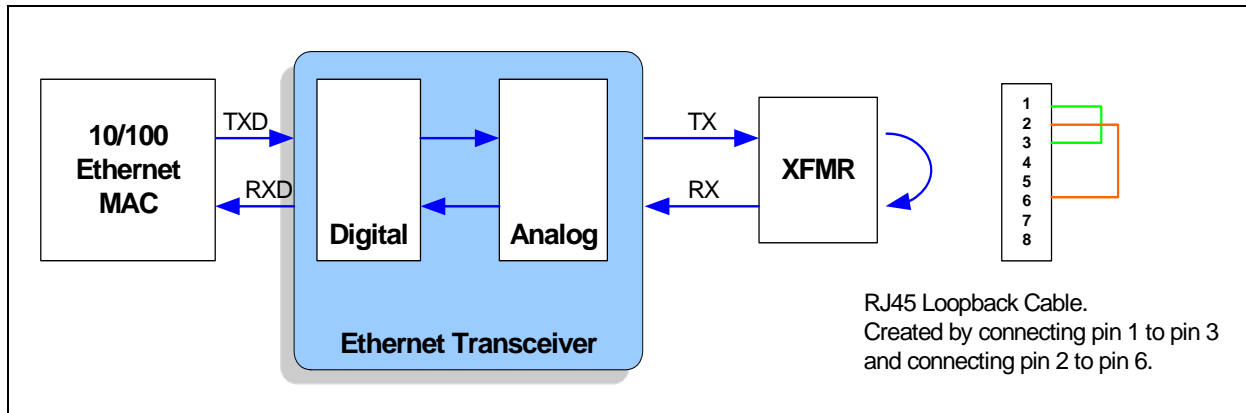 10/100
Ethernet
MAC
TXD
RXD
Digital
Analog
Ethernet Transceiver
TX
RX
XFMR
1
2
3
4
5
6
7
8
RJ45 Loopback Cable.
Created by connecting pin 1 to pin 3
and connecting pin 2 to pin 6.